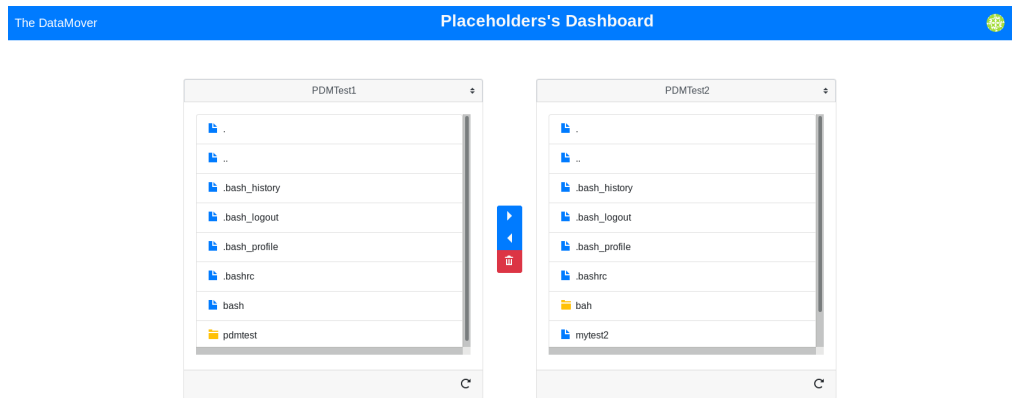 The DataMover
Placeholders's Dashboard
PDMTest1
.
..
.bash_history
.bash_logout
.bash_profile
.bashrc
bash
pdmtest
PDMTest2
.
..
.bash_history
.bash_logout
.bash_profile
.bashrc
bah
mytest2